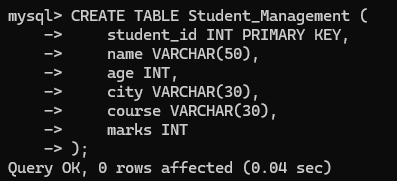 mysql> CREATE TABLE Student_Management (
    ->     student_id INT PRIMARY KEY,
    ->     name VARCHAR(50),
    ->     age INT,
    ->     city VARCHAR(30),
    ->     course VARCHAR(30),
    ->     marks INT
    -> );
Query OK, 0 rows affected (0.04 sec)